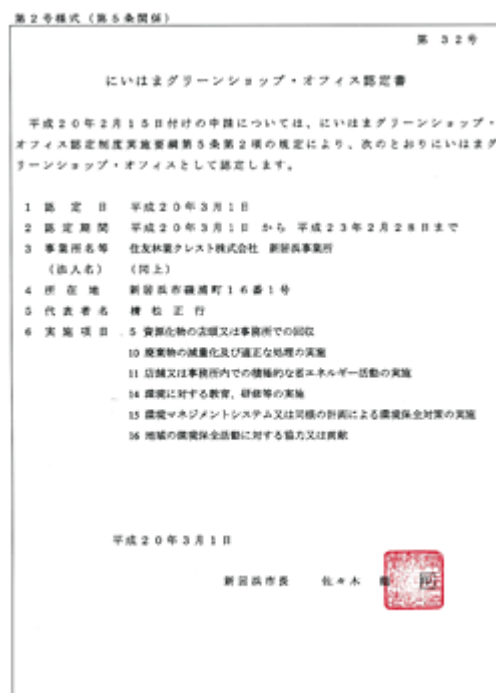 第２号様式（第５条関係）
第 ３２号
にいはまグリーンショップ・オフィス認定書
平成２０年２月１５日付けの申請については、にいはまグリーンショップ・
オフィス認定制度実施要綱第５条第２項の規定により、次のとおりにいはまグ
リーンショップ・オフィスとして認定します。
１ 認 定 日 平成２０年３月１日
２ 認定期間 平成２０年３月１日 から 平成２３年２月２８日まで
３ 事業所名等 住友林業クレスト株式会社 新居浜事業所
（法人名） （同上）
４ 所 在 地 新居浜市磯浦町１６番１号
５ 代表者名 松正行
６ 実施項目 5 資源化物の店頭又は事務所での回収
10 廃棄物の減量化及び適正な処理の実施
11 店舗又は事務所内での積極的な省エネルギー活動の実施
14 環境に対する教育、研修等の実施
15 環境マネジメントシステム又は同様の計画による環境保全対策の実施
16 地域の環境保全活動に対する協力又は貢献
平成２０年３月１日
新居浜市長 佐々木